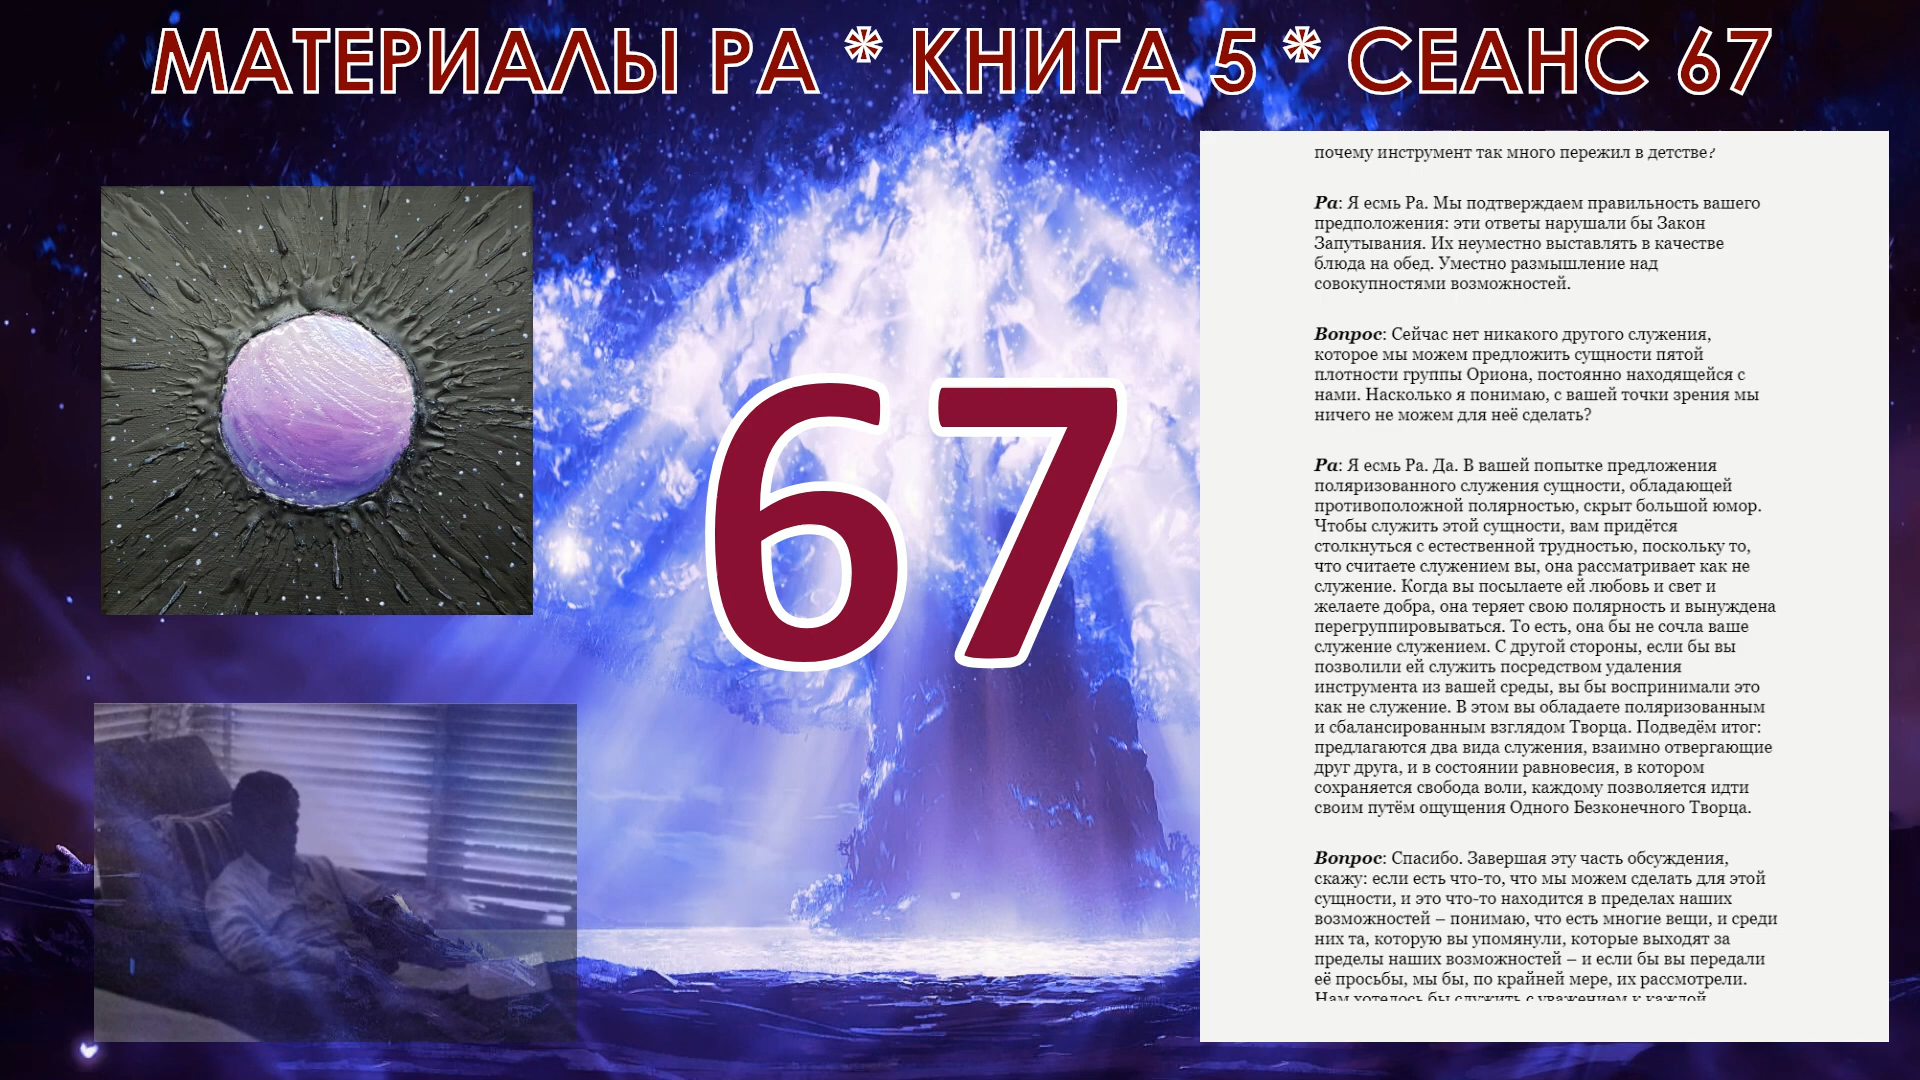 МАТЕРИАЛЫ РА * КНИГА 5 * СЕАНС 67
67
почему инструмент так много пережил в детстве?
Ра: Я есмь Ра. Мы подтверждаем правильность вашего
предположения: эти ответы нарушали бы Закон
Запутывания. Их неуместно выставлять в качестве
блюда на обед. Уместно размышление над
совокупностями возможностей.
Вопрос: Сейчас нет никакого другого служения,
которое мы можем предложить сущности пятой
плотности группы Ориона, постоянно находящейся с
нами. Насколько я понимаю, с вашей точки зрения мы
ничего не можем для неё сделать?
Ра: Я есмь Ра. Да. В вашей попытке предложения
поляризованного служения сущности, обладающей
противоположной полярностью, скрыт большой юмор.
Чтобы служить этой сущности, вам придётся
столкнуться с естественной трудностью, поскольку то,
что считаете служением вы, она рассматривает как не
служение. Когда вы посылаете ей любовь и свет и
желаете добра, она теряет свою полярность и вынуждена
перегруппировываться. То есть, она бы не сочла ваше
служение служением. С другой стороны, если бы вы
позволили ей служить посредством удаления
инструмента из вашей среды, вы бы воспринимали это
как не служение. В этом вы обладаете поляризованным
и сбалансированным взглядом Творца. Подведём итог:
предлагаются два вида служения, взаимно отвергающие
друг друга, и в состоянии равновесия, в котором
сохраняется свобода воли, каждому позволяется идти
своим путём ощущения Одного Безконечного Творца.
Вопрос: Спасибо. Завершая эту часть обсуждения,
скажу: если есть что-то, что мы можем сделать для этой
сущности, и это что-то находится в пределах наших
возможностей – понимаю, что есть многие вещи, и среди
них та, которую вы упомянули, которые выходят за
пределы наших возможностей – и если бы вы передали
её просьбы, мы бы, по крайней мере, их рассмотрели.
Нам хотелось бы служить с уважением к каждой